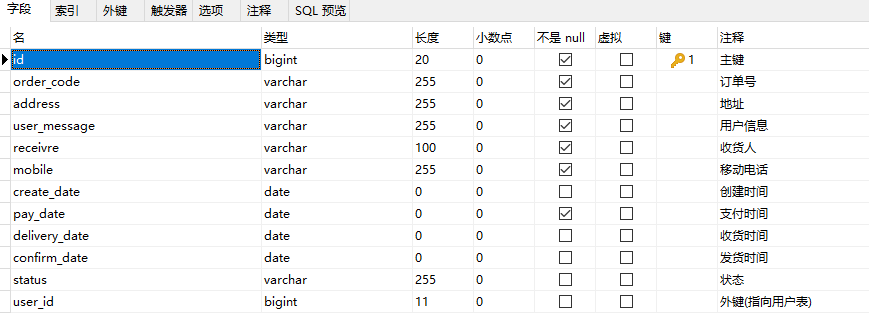 字段 索引 外键 触发器 选项 注释 SQL 预览
名 类型 长度 小数点 不是 null 虚拟 键 注释
id bigint 20 0 1 主键
order_code varchar 255 0 订单号
address varchar 255 0 地址
user_message varchar 255 0 用户信息
receivre varchar 100 0 收货人
mobile varchar 255 0 移动电话
create_date date 0 0 创建时间
pay_date date 0 0 支付时间
delivery_date date 0 0 收货时间
confirm_date date 0 0 发货时间
status varchar 255 0 状态
user_id bigint 11 0 外键(指向用户表)